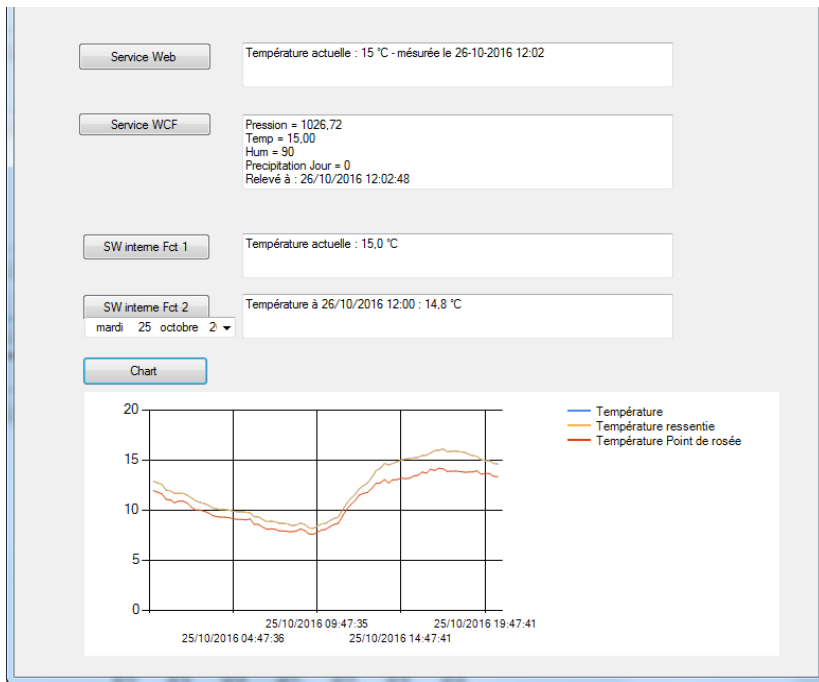 Service Web
Température actuelle : 15 °C - mésurée le 26-10-2016 12:02
Service WCF
Pression = 1026,72
Temp = 15,00
Hum = 90
Precipitation Jour = 0
Relevé à : 26/10/2016 12:02:48
SW interne Fct 1
Température actuelle : 15,0 °C
SW interne Fct 2
Température à 26/10/2016 12:00 : 14,8 °C
mardi 25 octobre
Chart
20
15
10
5
0
Température
Température ressentie
Température Point de rosée
25/10/2016 09:47:35
25/10/2016 19:47:41
25/10/2016 04:47:36
25/10/2016 14:47:41